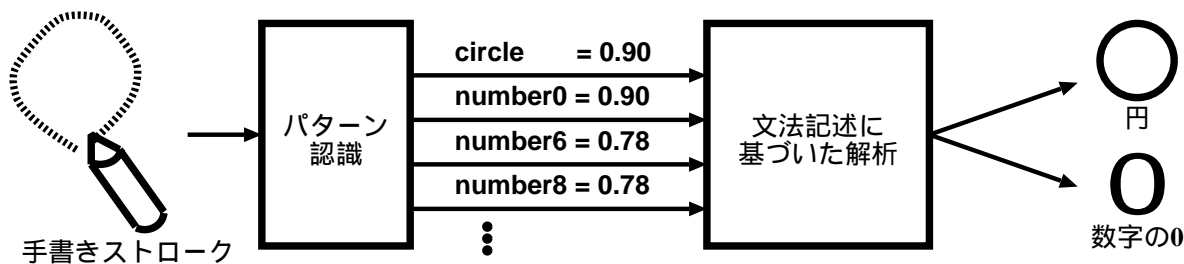 手書きストローク
パターン
認識
circle = 0.90
number0 = 0.90
number6 = 0.78
number8 = 0.78
文法記述に
基づいた解析
円
0
数字の0